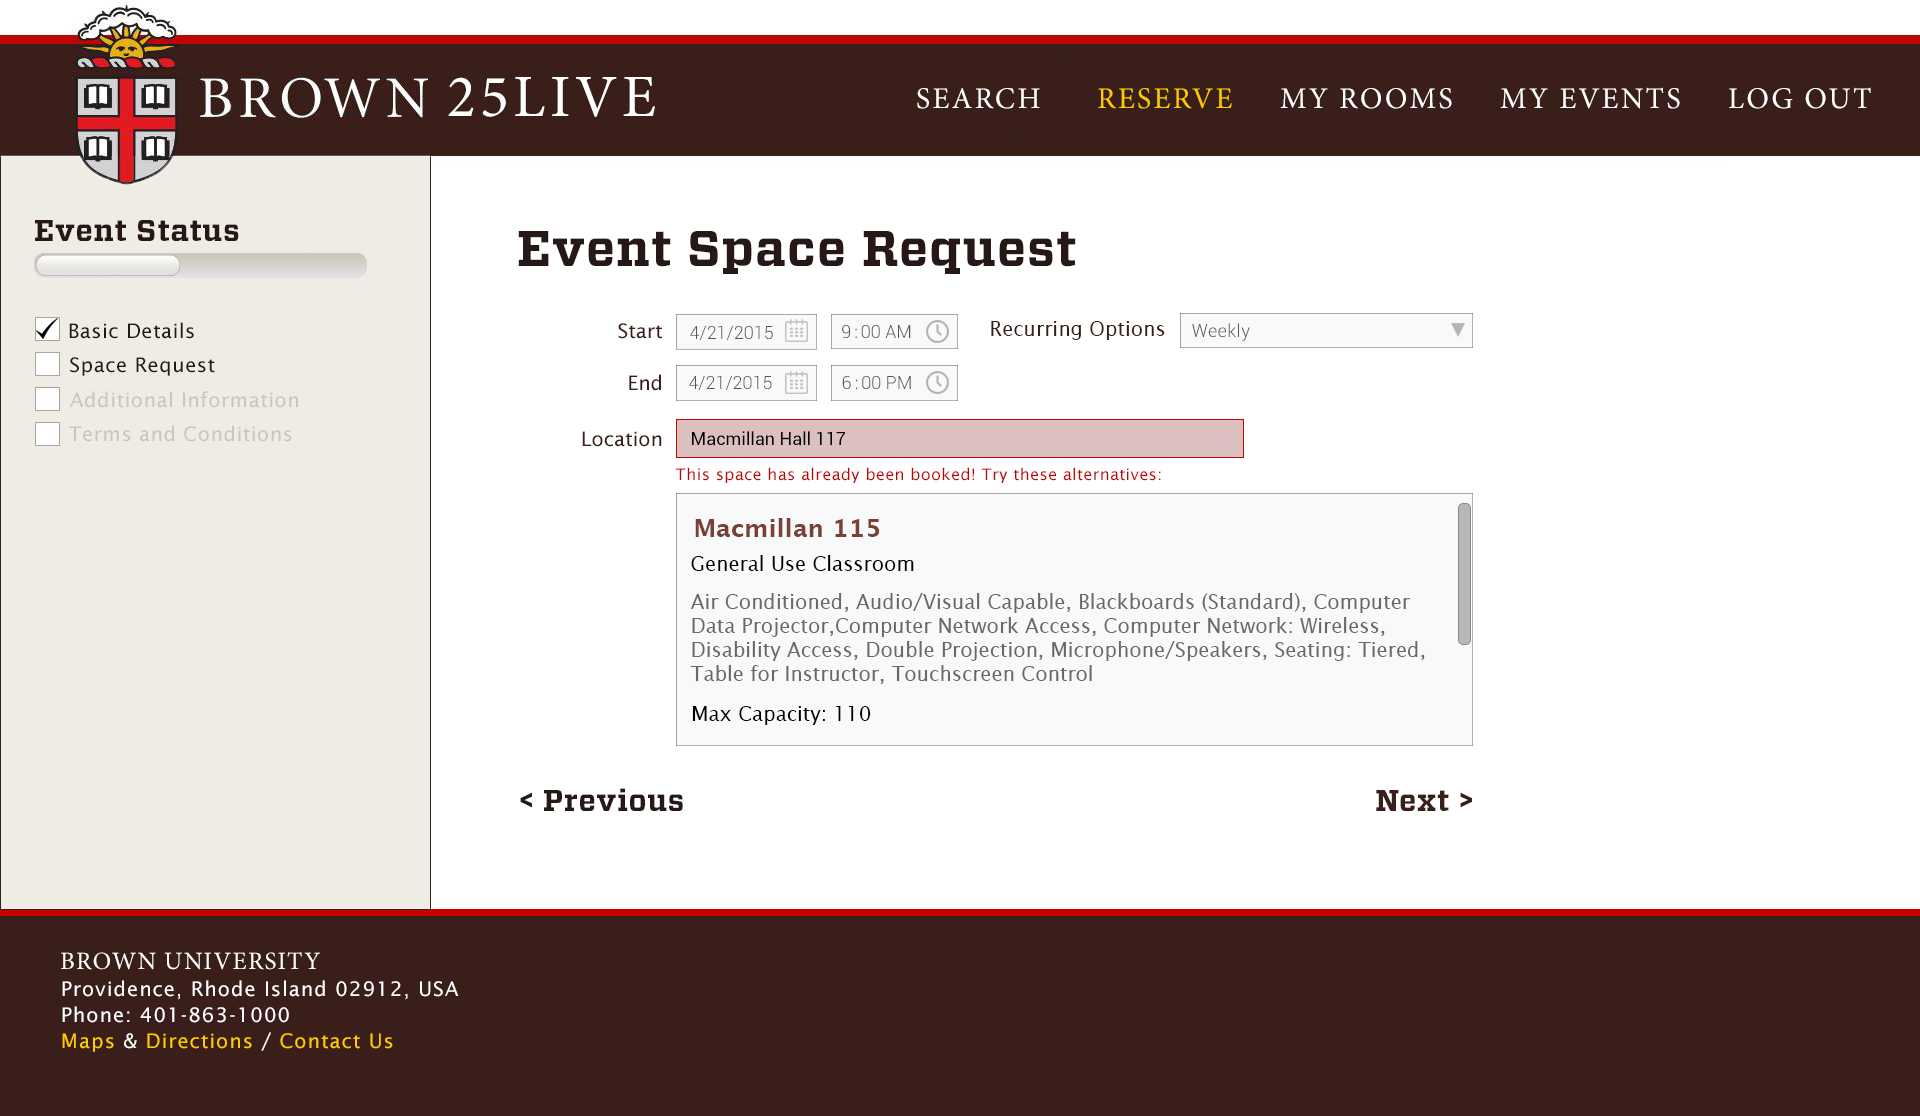 BROWN 25LIVE
SEARCH RESERVE MY ROOMS MY EVENTS LOG OUT
Event Status
Basic Details
Space Request
Additional Information
Terms and Conditions
Event Space Request
Start 4/21/2015 9:00 AM Recurring Options Weekly
End 4/21/2015 6:00 PM
Location Macmillan Hall 117
This space has already been booked! Try these alternatives:
Macmillan 115
General Use Classroom
Air Conditioned, Audio/Visual Capable, Blackboards (Standard), Computer
Data Projector,Computer Network Access, Computer Network: Wireless,
Disability Access, Double Projection, Microphone/Speakers, Seating: Tiered,
Table for Instructor, Touchscreen Control
Max Capacity: 110
< Previous Next >
BROWN UNIVERSITY
Providence, Rhode Island 02912, USA
Phone: 401-863-1000
Maps & Directions / Contact Us